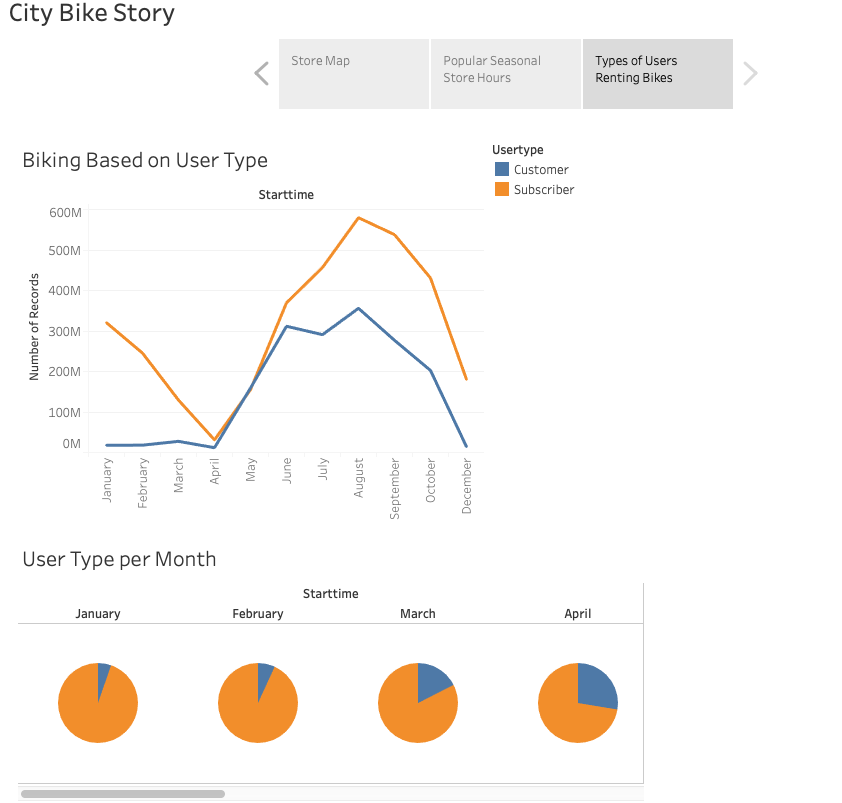 City Bike Story
Store Map
Popular Seasonal
Store Hours
Types of Users
Renting Bikes
Biking Based on User Type
Usertype
Customer
Subscriber
Starttime
600M
500M
400M
300M
200M
100M
0M
Number of Records
January
February
March
April
May
June
July
August
September
October
December
User Type per Month
Starttime
January
February
March
April